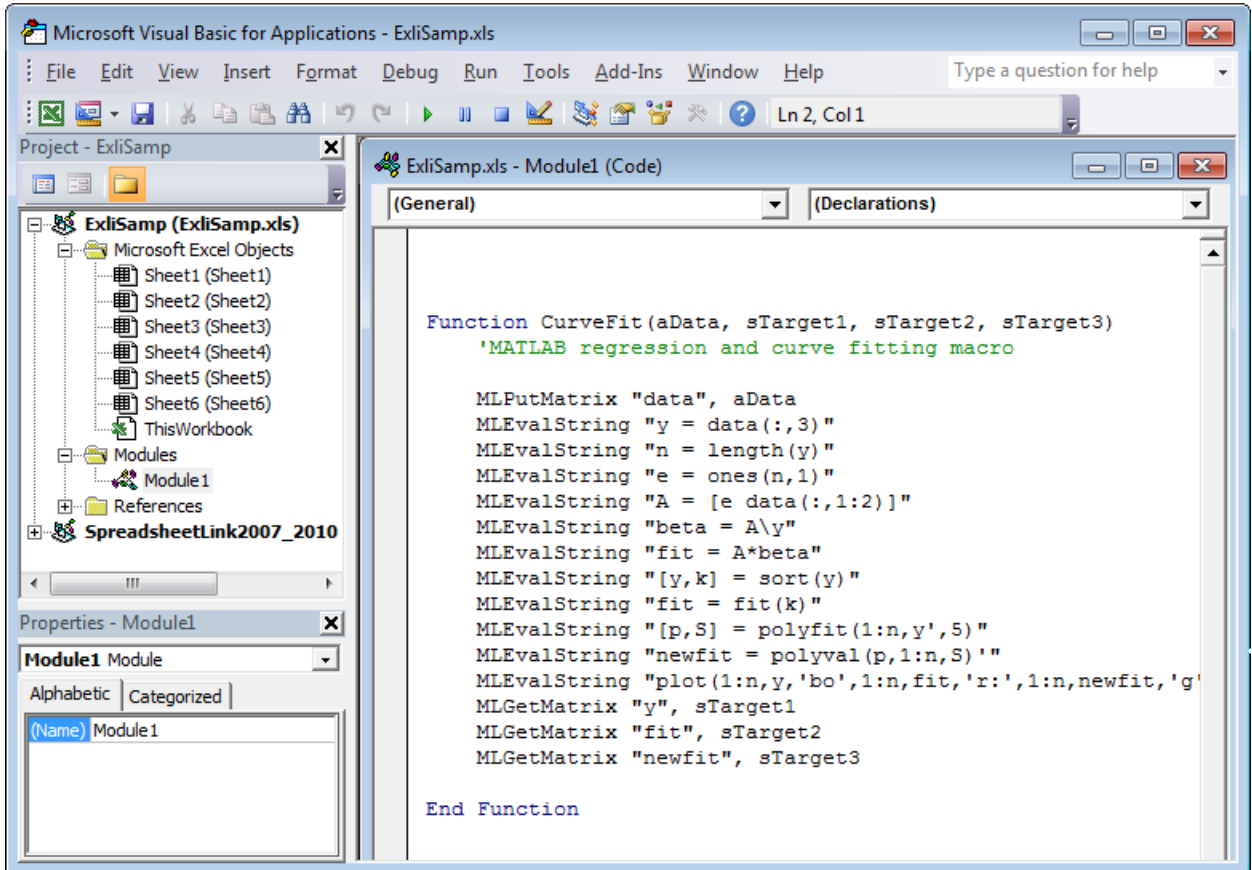 Microsoft Visual Basic for Applications - ExliSamp.xls
File Edit View Insert Format Debug Run Tools Add-Ins Window Help Type a question for help
Ln 2, Col 1
Project - ExliSamp
ExliSamp (ExliSamp.xls)
Microsoft Excel Objects
Sheet1 (Sheet1)
Sheet2 (Sheet2)
Sheet3 (Sheet3)
Sheet4 (Sheet4)
Sheet5 (Sheet5)
Sheet6 (Sheet6)
ThisWorkbook
Modules
Module1
References
SpreadsheetLink2007_2010
Properties - Module1
Module1 Module
Alphabetic Categorized
(Name) Module1
ExliSamp.xls - Module1 (Code)
(General) (Declarations)
Function CurveFit(aData, sTarget1, sTarget2, sTarget3)
'MATLAB regression and curve fitting macro
MLPutMatrix "data", aData
MLEvalString "y = data(:,3)"
MLEvalString "n = length(y)"
MLEvalString "e = ones(n,1)"
MLEvalString "A = [e data(:,1:2)]"
MLEvalString "beta = A\y"
MLEvalString "fit = A*beta"
MLEvalString "[y,k] = sort(y)"
MLEvalString "fit = fit(k)"
MLEvalString "[p,S] = polyfit(1:n,y',5)"
MLEvalString "newfit = polyval(p,1:n,S)'"
MLEvalString "plot(1:n,y,'bo',1:n,fit,'r:',1:n,newfit,'g'
MLGetMatrix "y", sTarget1
MLGetMatrix "fit", sTarget2
MLGetMatrix "newfit", sTarget3
End Function